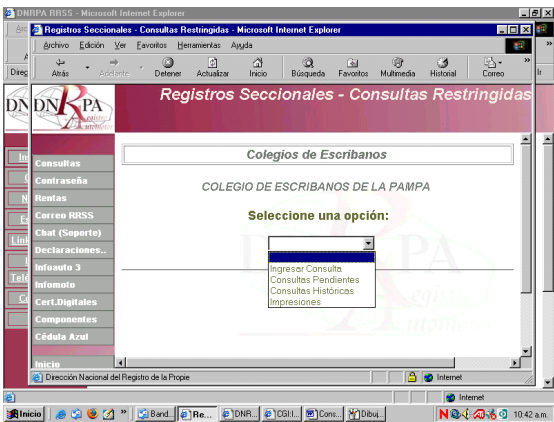 DNRPA RRSS - Microsoft Internet Explorer
Registros Seccionales - Consultas Restringidas - Microsoft Internet Explorer
Archivo Edición Ver Favoritos Herramientas Ayuda
Atrás Adelante Detener Actualizar Inicio Búsqueda Favoritos Multimedia Historial Correo
Direc
DN
DNRPA
Registros Seccionales - Consultas Restringidas
Colegios de Escribanos
Consultas
Contraseña
COLEGIO DE ESCRIBANOS DE LA PAMPA
Rentas
Correo RRSS
Seleccione una opción:
Chat (Soporte)
Declaraciones..
Infoauto 3
Ingresar Consulta
Consultas Pendientes
Infomoto
Consultas Históricas
Cert.Digitales
Impresiones
Componentes
Cédula Azul
Inicio
Dirección Nacional del Registro de la Propie Internet
Internet
Inicio Band... Re... DNR... CGI:I... Cons... Dibuj... 10:42 a.m.